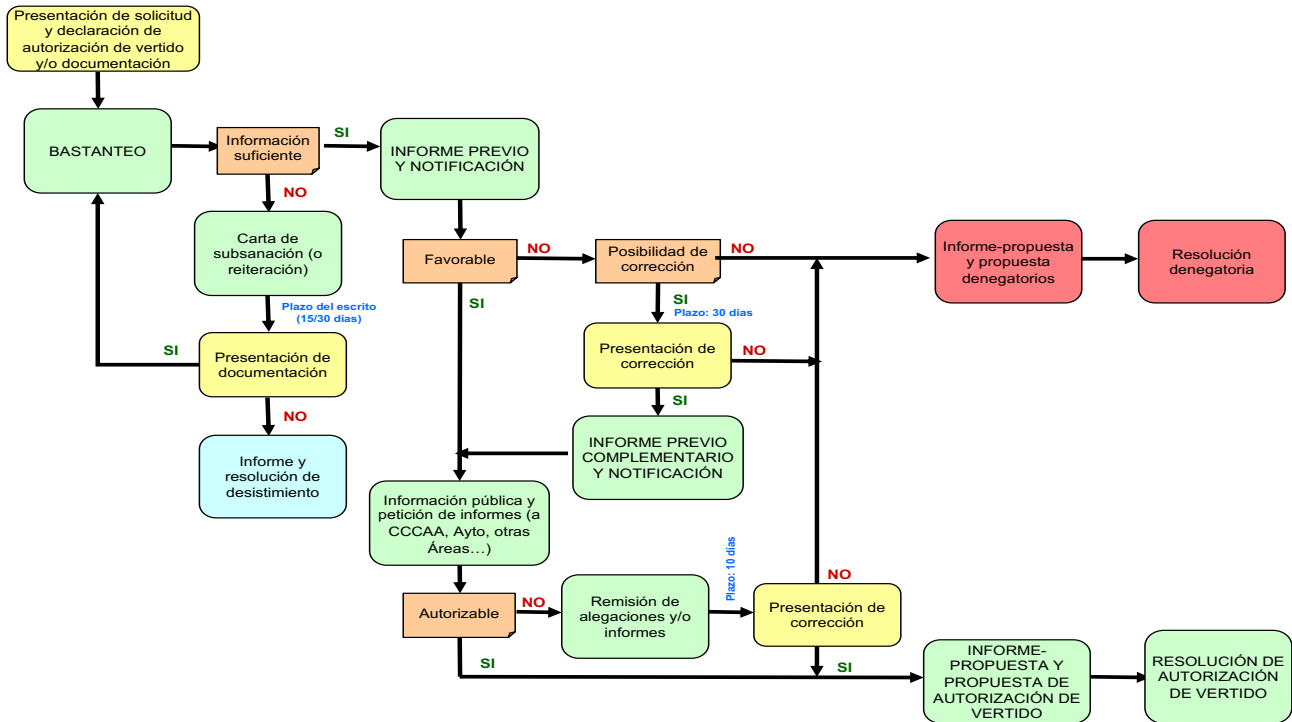 Presentación de solicitud
y declaración de
autorización de vertido
y/o documentación
BASTANTEO
Información
suficiente
SI
INFORME PREVIO
Y NOTIFICACIÓN
NO
Carta de
subsanación (o
reiteración)
Plazo del escrito
(15/30 días)
SI
Presentación de
documentación
NO
Informe y
resolución de
desistimiento
Favorable
NO
Posibilidad de
corrección
NO
Informe-propuesta
y propuesta
denegatorios
Resolución
denegatoria
SI
SI
Plazo: 30 días
Presentación de
corrección
NO
SI
INFORME PREVIO
COMPLEMENTARIO
Y NOTIFICACIÓN
Información pública y
petición de informes (a
CCCAA, Ayto, otras
Áreas…)
Autorizable
NO
Remisión de
alegaciones y/o
informes
Plazo: 10 días
NO
Presentación de
corrección
SI
SI
INFORME-
PROPUESTA Y
PROPUESTA DE
AUTORIZACIÓN DE
VERTIDO
RESOLUCIÓN DE
AUTORIZACIÓN
DE VERTIDO